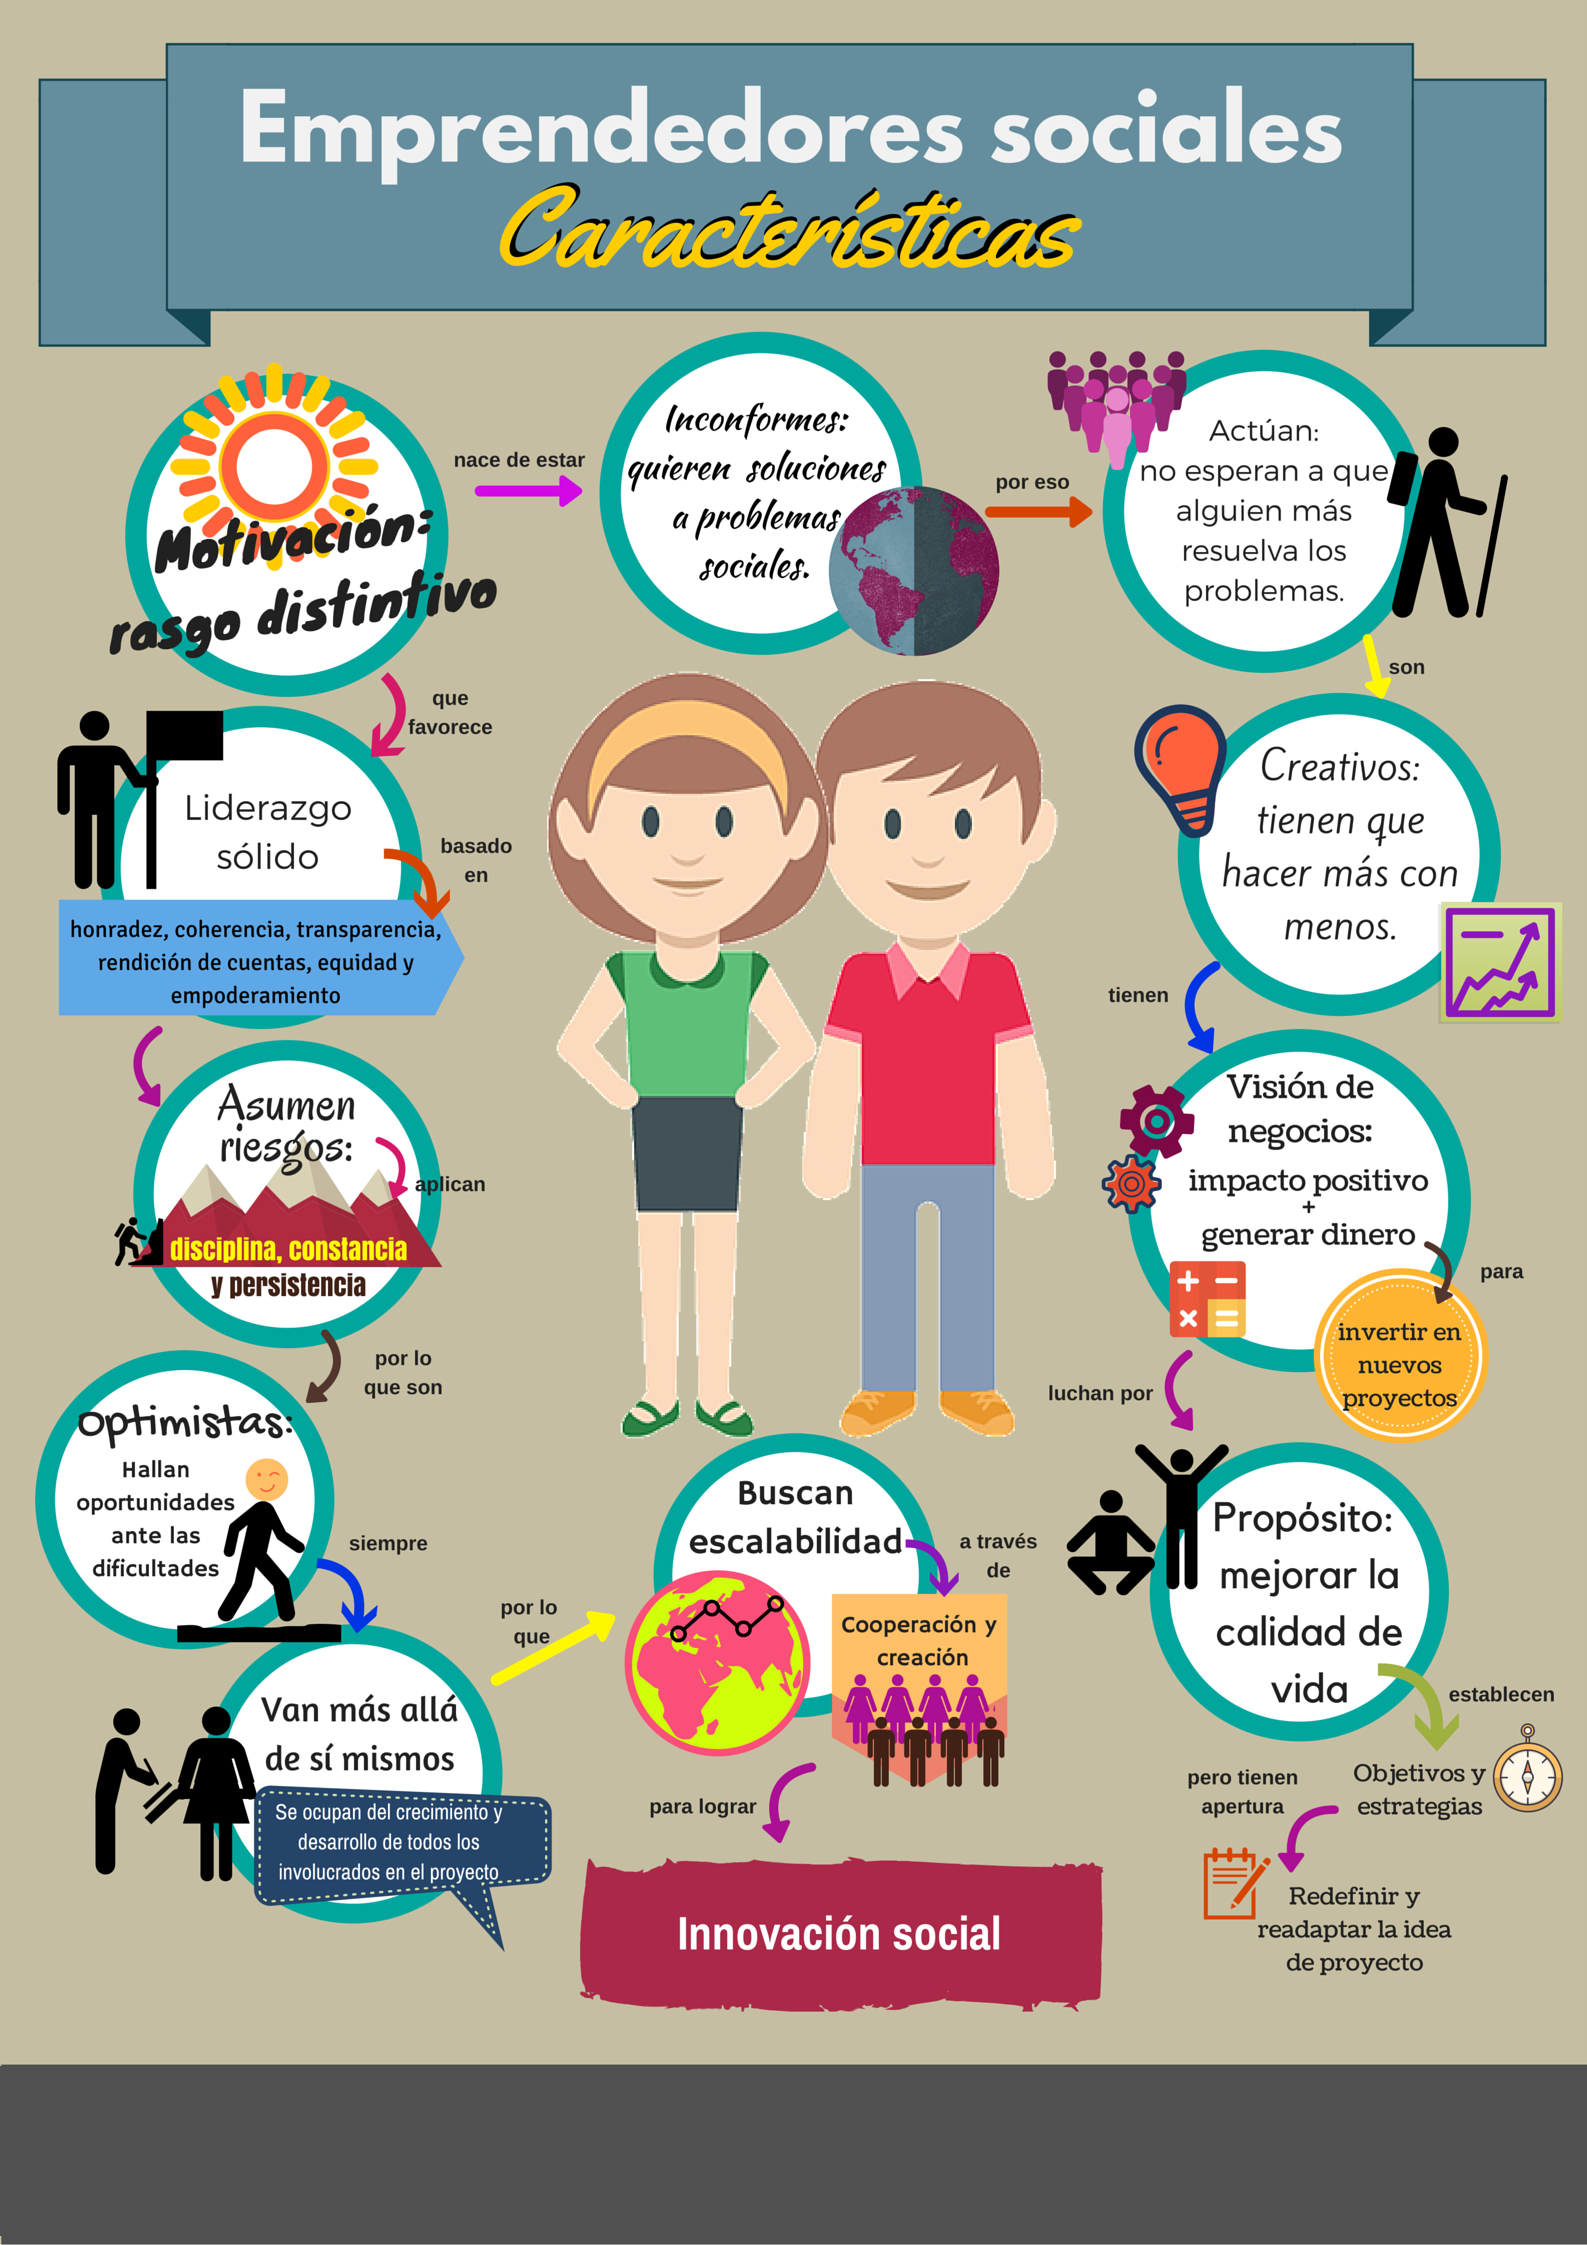 Emprendedores sociales
Características
Motivación:
rasgo distintivo
nace de estar
Inconformes:
quieren soluciones
a problemas
sociales.
por eso
Actúan:
no esperan a que
alguien más
resuelva los
problemas.
son
Creativos:
tienen que
hacer más con
menos.
tienen
Visión de
negocios:
impacto positivo
+
generar dinero
para
invertir en
nuevos
proyectos
luchan por
Propósito:
mejorar la
calidad de
vida
establecen
Objetivos y
estrategias
pero tienen
apertura
Redefinir y
readaptar la idea
de proyecto
que
favorece
Liderazgo
sólido
basado
en
honradez, coherencia, transparencia,
rendición de cuentas, equidad y
empoderamiento
Asumen
riesgos:
aplican
disciplina, constancia
y persistencia
por lo
que son
Optimistas:
Hallan
oportunidades
ante las
dificultades
siempre
Van más allá
de sí mismos
Se ocupan del crecimiento y
desarrollo de todos los
involucrados en el proyecto
por lo
que
Buscan
escalabilidad
a través
de
Cooperación y
creación
para lograr
Innovación social